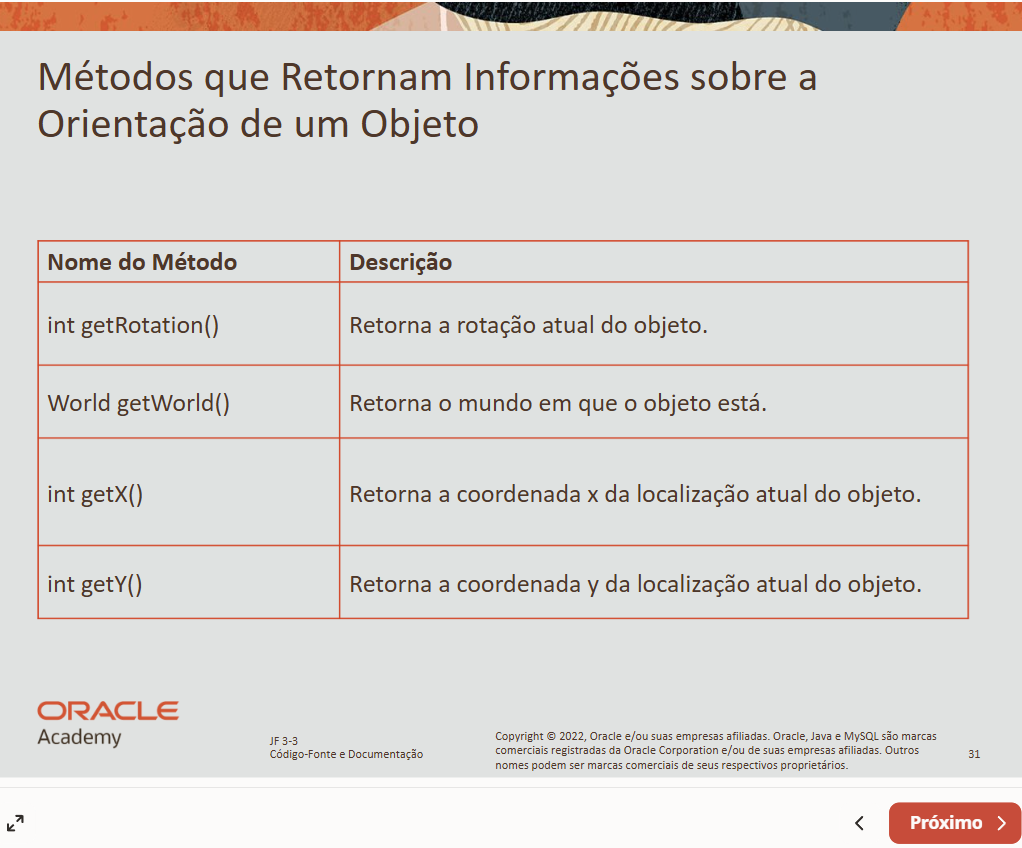 Métodos que Retornam Informações sobre a
Orientação de um Objeto
Nome do Método
Descrição
int getRotation()
Retorna a rotação atual do objeto.
World getWorld()
Retorna o mundo em que o objeto está.
int getX()
Retorna a coordenada x da localização atual do objeto.
int getY()
Retorna a coordenada y da localização atual do objeto.
ORACLE
Academy
JF 3-3
Código-Fonte e Documentação
Copyright © 2022, Oracle e/ou suas empresas afiliadas. Oracle, Java e MySQL são marcas
comerciais registradas da Oracle Corporation e/ou de suas empresas afiliadas. Outros
nomes podem ser marcas comerciais de seus respectivos proprietários.
31
Próximo